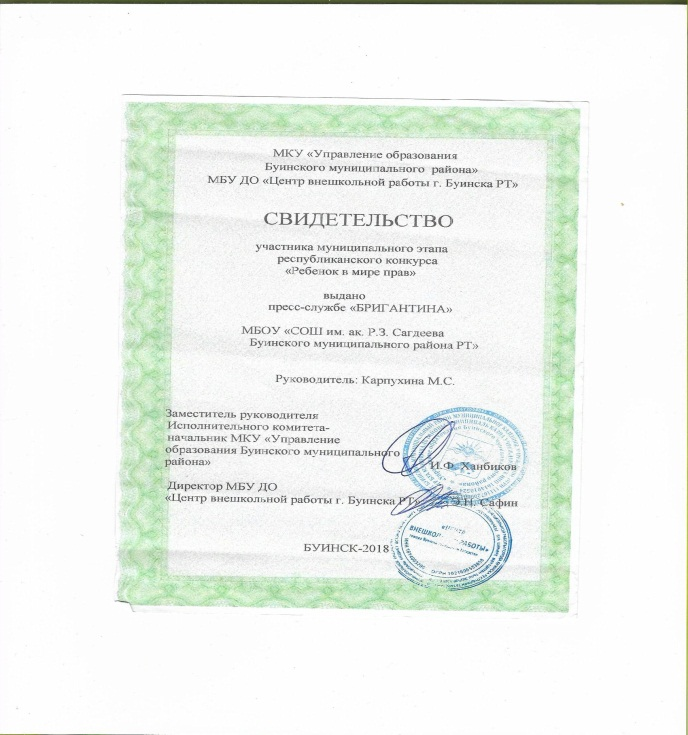 МКУ «Управление образования
Буинского муниципального района»
МБУ ДО «Центр внешкольной работы г. Буинска РТ»
СВИДЕТЕЛЬСТВО
участника муниципального этапа
республиканского конкурса
«Ребенок в мире прав»
выдано
пресс-службе «БРИГАНТИНА»
МБОУ «СОШ им. ак. Р.З. Сагдеева
Буинского муниципального района РТ»
Руководитель: Карпухина М.С.
Заместитель руководителя
Исполнительного комитета-
начальник МКУ «Управление
образования Буинского муниципального
района»
И.Ф. Ханбиков
Директор МБУ ДО
«Центр внешкольной работы г. Буинска РТ» Э.Н. Сафин
«ЦЕНТР
ВНЕШКОЛЬНОЙ РАБОТЫ»
БУИНСК-2018